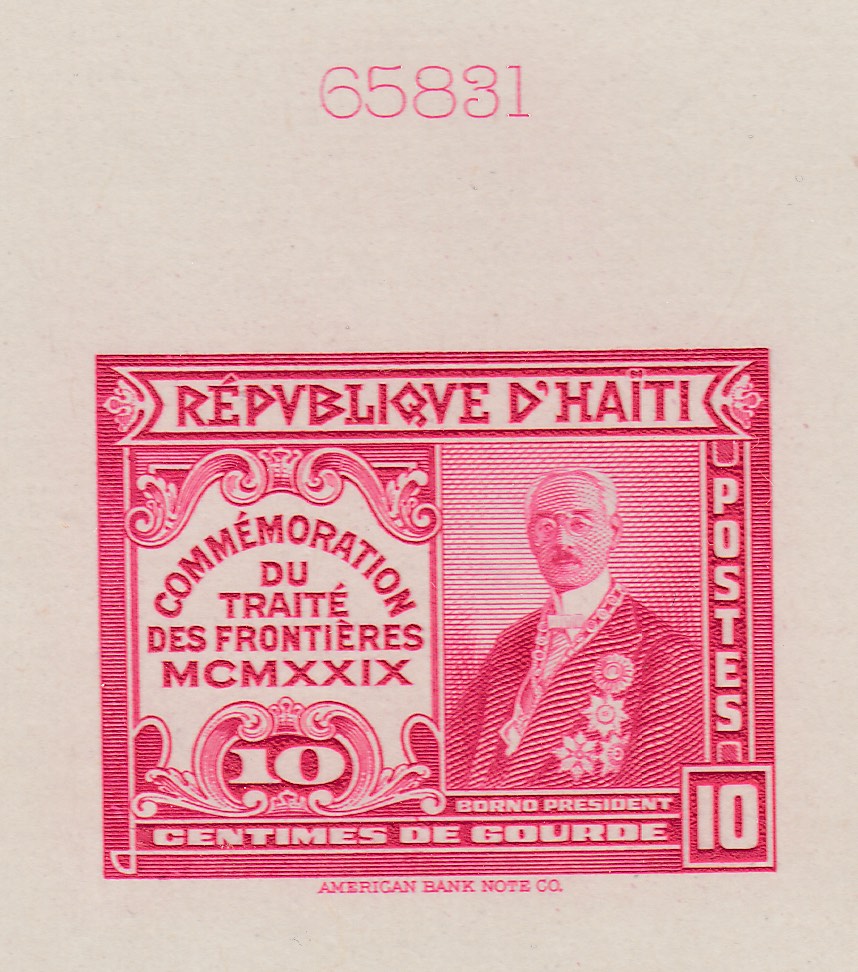 65831
RÉPVBLIQVE D'HAÏTI
COMMÉMORATION
DU
TRAITÉ
DES FRONTIÈRES
MCMXXIX
10
POSTES
BORNO PRESIDENT
CENTIMES DE GOURDE
10
AMERICAN BANK NOTE CO.